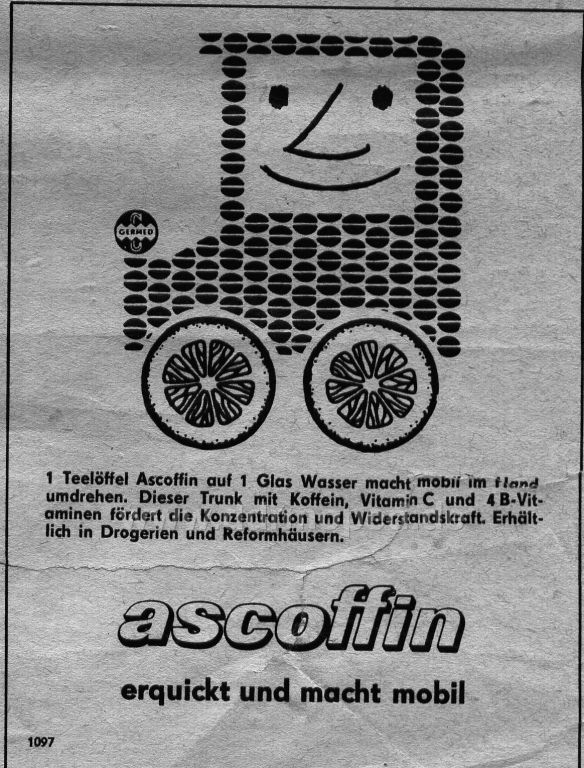 GERMED
1 Teelöffel Ascoffin auf 1 Glas Wasser macht mobil im Hand
umdrehen. Dieser Trunk mit Koffein, Vitamin C und 4 B-Vit-
aminen fördert die Konzentration und Widerstandskraft. Erhält-
lich in Drogerien und Reformhäusern.
ascoffin
erquickt und macht mobil
1097